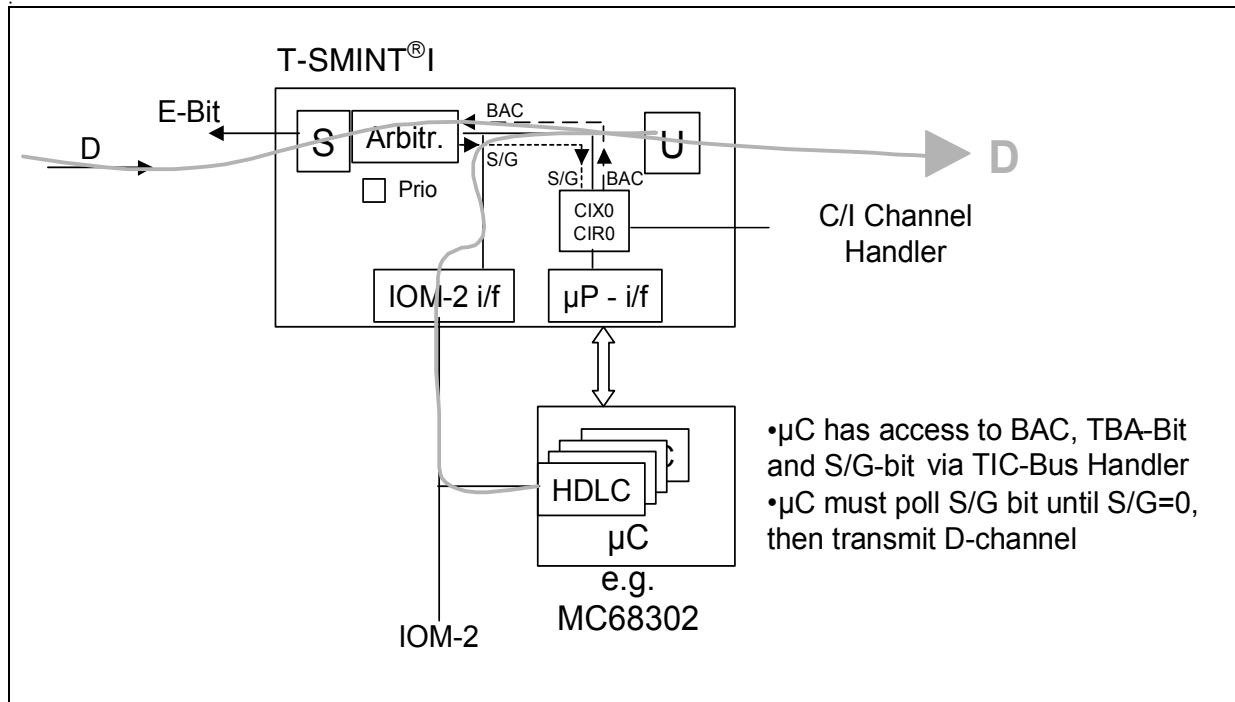 T-SMINT®I
E-Bit
BAC
D
S
Arbitr.
U
D
S/G
Prio
S/G
BAC
CIX0
CIR0
C/I Channel
Handler
IOM-2 i/f
µP - i/f
C
HDLC
µC
e.g.
MC68302
IOM-2
•µC has access to BAC, TBA-Bit
and S/G-bit via TIC-Bus Handler
•µC must poll S/G bit until S/G=0,
then transmit D-channel